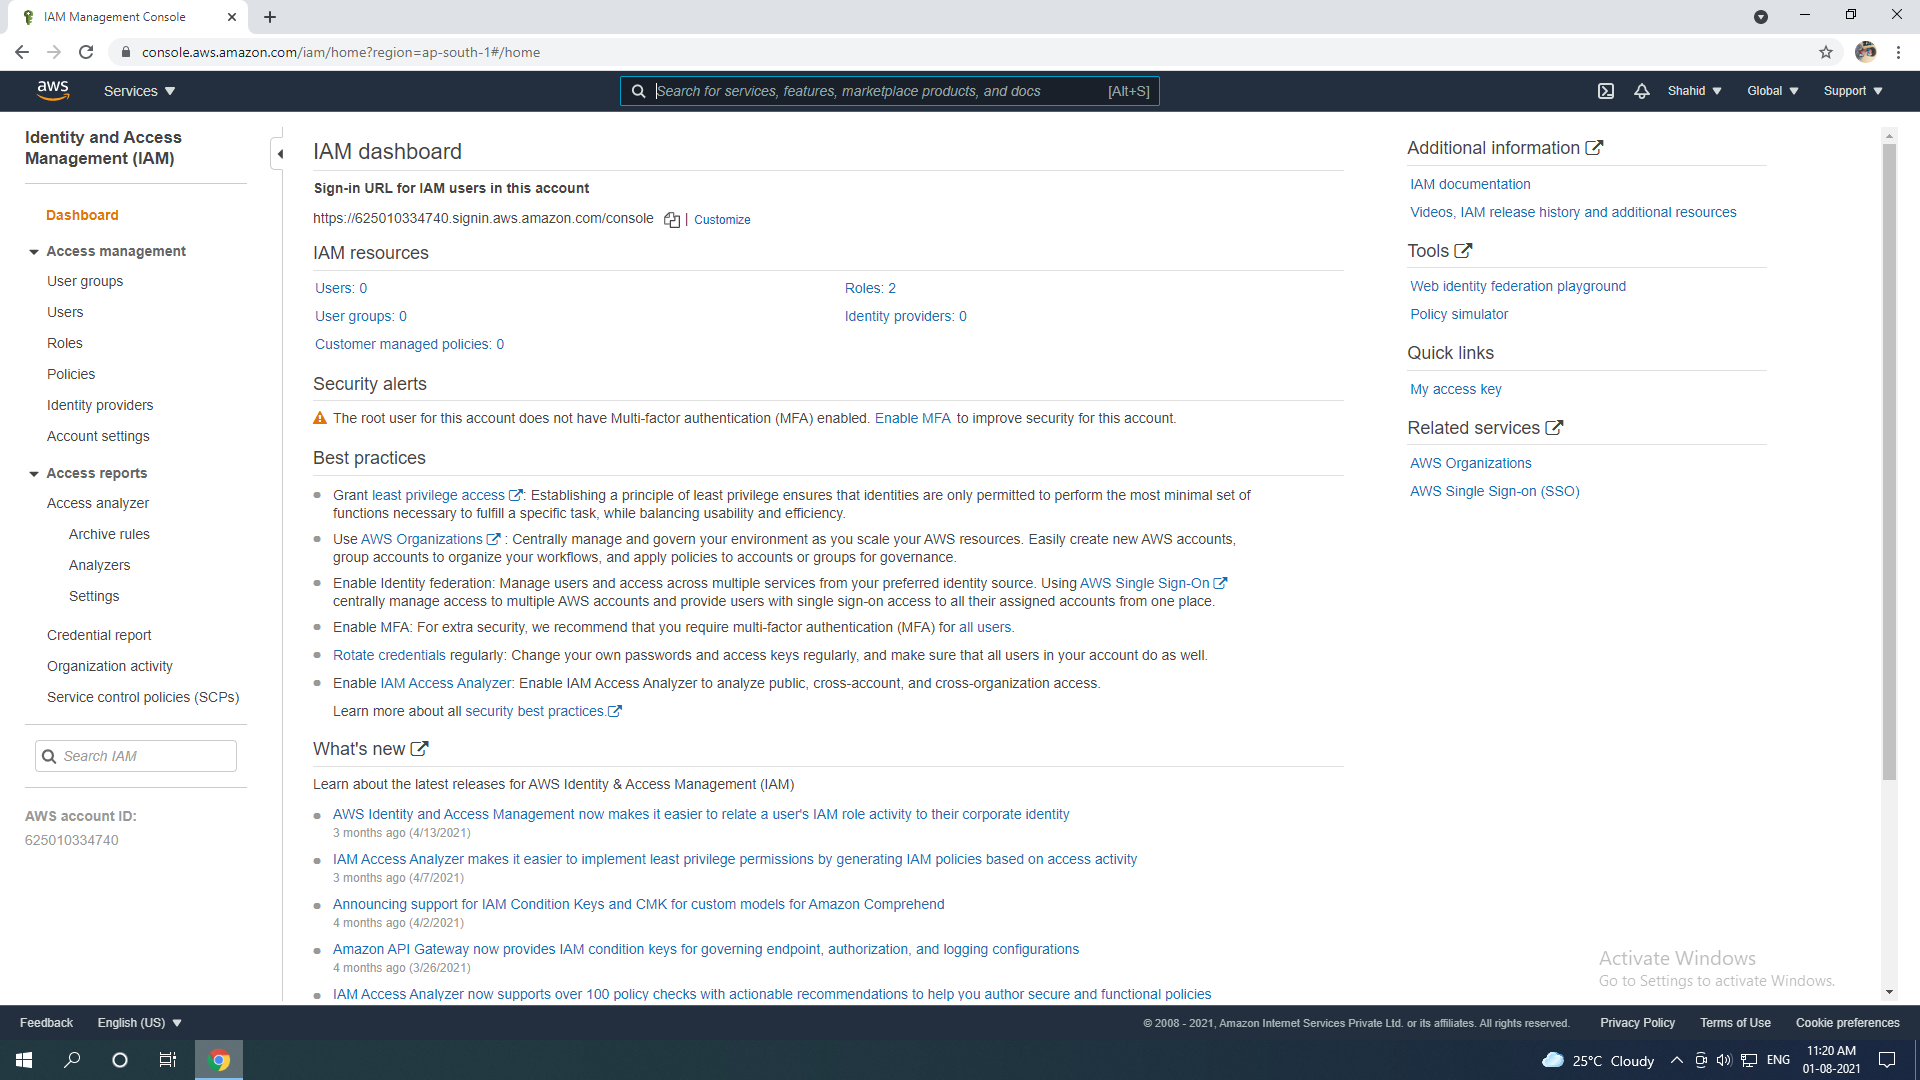 IAM Management Console
console.aws.amazon.com/iam/home?region=ap-south-1#/home
aws
Services
Search for services, features, marketplace products, and docs [Alt+S]
Shahid
Global
Support
Identity and Access
Management (IAM)
Dashboard
Access management
User groups
Users
Roles
Policies
Identity providers
Account settings
Access reports
Access analyzer
Archive rules
Analyzers
Settings
Credential report
Organization activity
Service control policies (SCPs)
Search IAM
AWS account ID:
625010334740
IAM dashboard
Sign-in URL for IAM users in this account
https://625010334740.signin.aws.amazon.com/console | Customize
IAM resources
Users: 0
Roles: 2
User groups: 0
Identity providers: 0
Customer managed policies: 0
Security alerts
The root user for this account does not have Multi-factor authentication (MFA) enabled. Enable MFA to improve security for this account.
Best practices
Grant least privilege access : Establishing a principle of least privilege ensures that identities are only permitted to perform the most minimal set of
functions necessary to fulfill a specific task, while balancing usability and efficiency.
Use AWS Organizations : Centrally manage and govern your environment as you scale your AWS resources. Easily create new AWS accounts,
group accounts to organize your workflows, and apply policies to accounts or groups for governance.
Enable Identity federation: Manage users and access across multiple services from your preferred identity source. Using AWS Single Sign-On
centrally manage access to multiple AWS accounts and provide users with single sign-on access to all their assigned accounts from one place.
Enable MFA: For extra security, we recommend that you require multi-factor authentication (MFA) for all users.
Rotate credentials regularly: Change your own passwords and access keys regularly, and make sure that all users in your account do as well.
Enable IAM Access Analyzer: Enable IAM Access Analyzer to analyze public, cross-account, and cross-organization access.
Learn more about all security best practices.
What's new
Learn about the latest releases for AWS Identity & Access Management (IAM)
AWS Identity and Access Management now makes it easier to relate a user's IAM role activity to their corporate identity
3 months ago (4/13/2021)
IAM Access Analyzer makes it easier to implement least privilege permissions by generating IAM policies based on access activity
3 months ago (4/7/2021)
Announcing support for IAM Condition Keys and CMK for custom models for Amazon Comprehend
4 months ago (4/2/2021)
Amazon API Gateway now provides IAM condition keys for governing endpoint, authorization, and logging configurations
4 months ago (3/26/2021)
IAM Access Analyzer now supports over 100 policy checks with actionable recommendations to help you author secure and functional policies
Additional information
IAM documentation
Videos, IAM release history and additional resources
Tools
Web identity federation playground
Policy simulator
Quick links
My access key
Related services
AWS Organizations
AWS Single Sign-on (SSO)
Activate Windows
Go to Settings to activate Windows.
Feedback
English (US)
© 2008 - 2021, Amazon Internet Services Private Ltd. or its affiliates. All rights reserved.
Privacy Policy
Terms of Use
Cookie preferences
25°C Cloudy
ENG
11:20 AM
01-08-2021